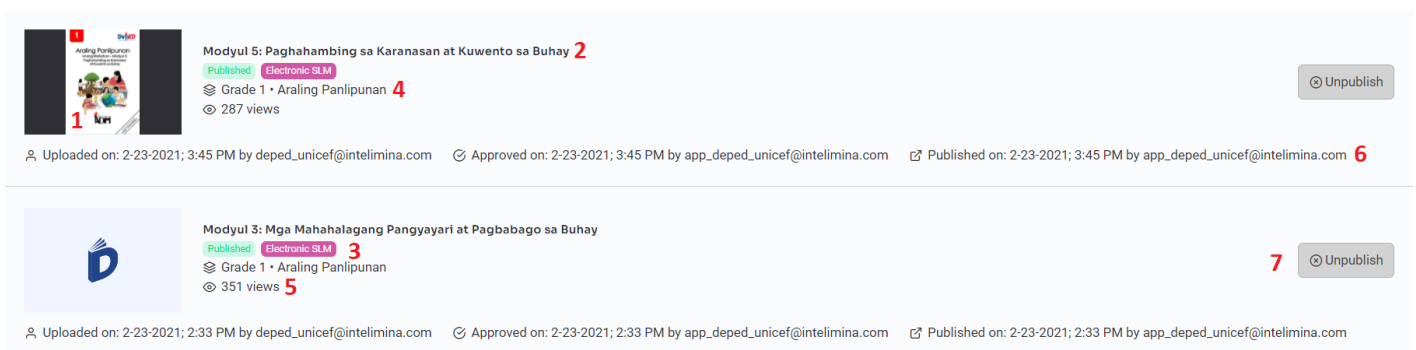 1
DepED
Araling Panlipunan
Modyul 5: Paghahambing sa Karanasan at Kuwento sa Buhay 2
Published Electronic SLM
Grade 1 • Araling Panlipunan 4
287 views
1
ADM
Unpublish
Uploaded on: 2-23-2021; 3:45 PM by deped_unicef@intelimina.com Approved on: 2-23-2021; 3:45 PM by app_deped_unicef@intelimina.com Published on: 2-23-2021; 3:45 PM by app_deped_unicef@intelimina.com 6
Modyul 3: Mga Mahahalagang Pangyayari at Pagbabago sa Buhay
Published Electronic SLM 3
Grade 1 • Araling Panlipunan
351 views 5
7 Unpublish
Uploaded on: 2-23-2021; 2:33 PM by deped_unicef@intelimina.com Approved on: 2-23-2021; 2:33 PM by app_deped_unicef@intelimina.com Published on: 2-23-2021; 2:33 PM by app_deped_unicef@intelimina.com